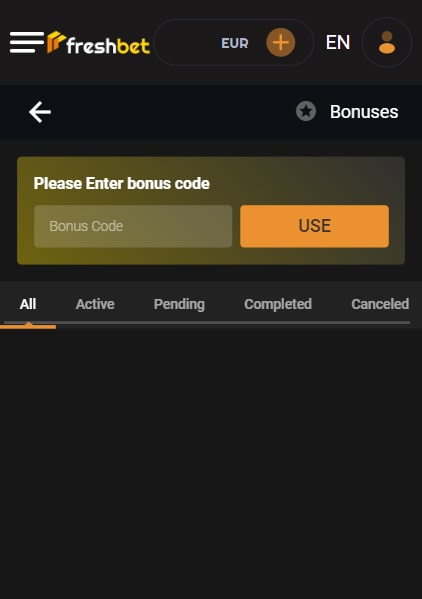 freshbet EUR EN
Bonuses
Please Enter bonus code
Bonus Code USE
All Active Pending Completed Canceled